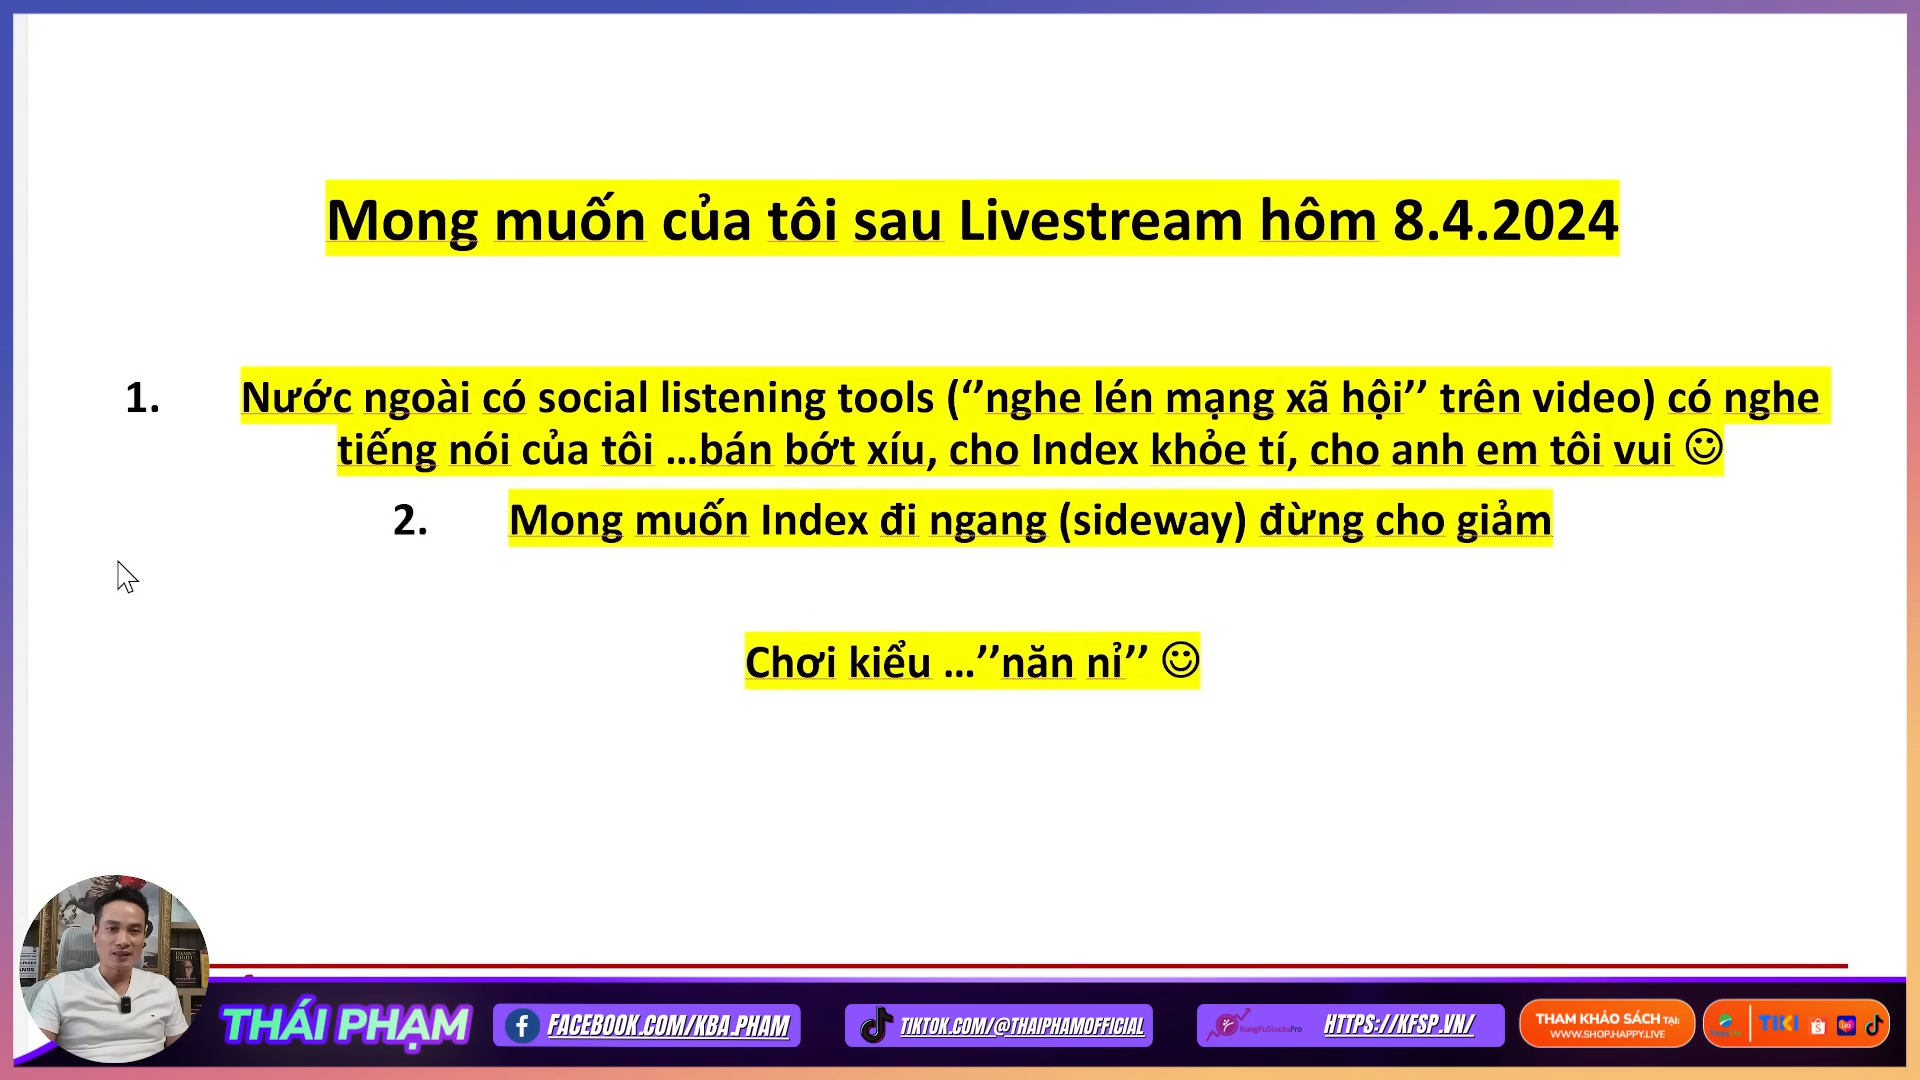 Mong muốn của tôi sau Livestream hôm 8.4.2024
1. Nước ngoài có social listening tools (‘’nghe lén mạng xã hội’’ trên video) có nghe
tiếng nói của tôi …bán bớt xíu, cho Index khỏe tí, cho anh em tôi vui ☺
2. Mong muốn Index đi ngang (sideway) đừng cho giảm
Chơi kiểu …’’năn nỉ’’ ☺
THÁI PHẠM
FACEBOOK.COM/KBA.PHAM
TIKTOK.COM/@THAIPHAMOFFICIAL
KungFuStocksPro
HTTPS://KFSP.VN/
THAM KHẢO SÁCH TẠI:
WWW.SHOP.HAPPY.LIVE
TIKI